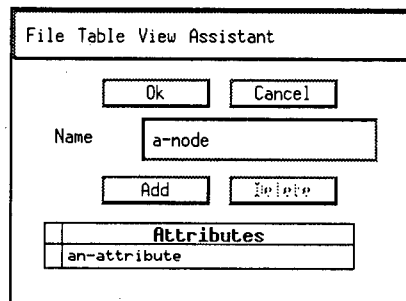 File Table View Assistant
Ok Cancel
Name a-node
Add Delete
Attributes
an-attribute